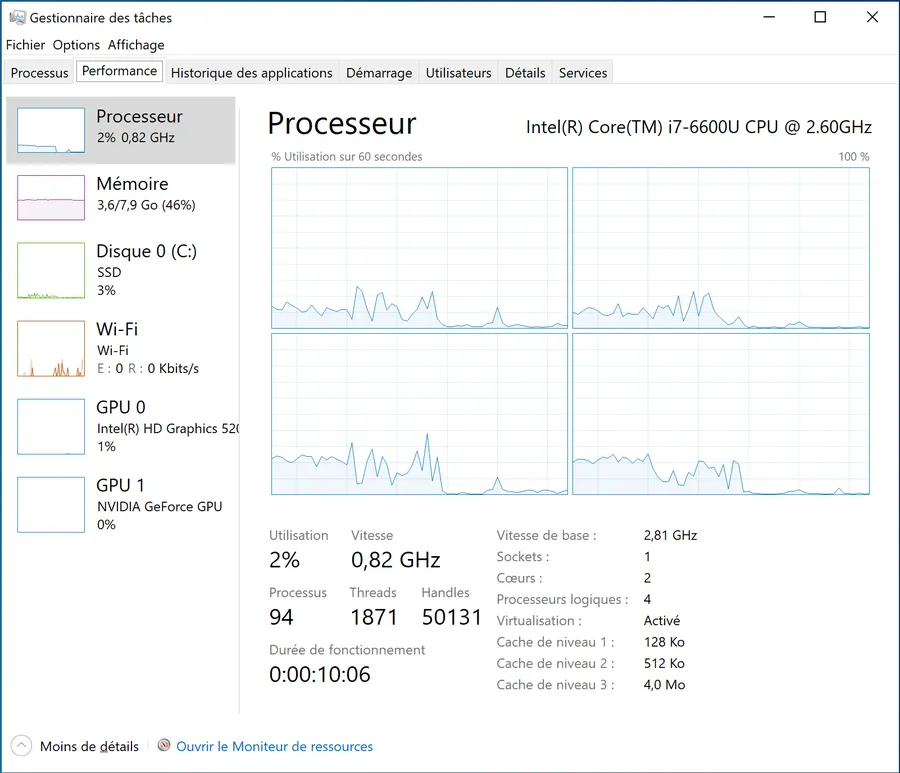 Gestionnaire des tâches
Fichier Options Affichage
Processus Performance Historique des applications Démarrage Utilisateurs Détails Services
Processeur
2% 0,82 GHz
Mémoire
3,6/7,9 Go (46%)
Disque 0 (C:)
SSD
3%
Wi-Fi
Wi-Fi
E : 0 R : 0 Kbits/s
GPU 0
Intel(R) HD Graphics 520
1%
GPU 1
NVIDIA GeForce GPU
0%
Processeur
Intel(R) Core(TM) i7-6600U CPU @ 2.60GHz
% Utilisation sur 60 secondes
100 %
Utilisation Vitesse
2% 0,82 GHz
Processus Threads Handles
94 1871 50131
Durée de fonctionnement
0:00:10:06
Vitesse de base : 2,81 GHz
Sockets : 1
Cœurs : 2
Processeurs logiques : 4
Virtualisation : Activé
Cache de niveau 1 : 128 Ko
Cache de niveau 2 : 512 Ko
Cache de niveau 3 : 4,0 Mo
Moins de détails
Ouvrir le Moniteur de ressources